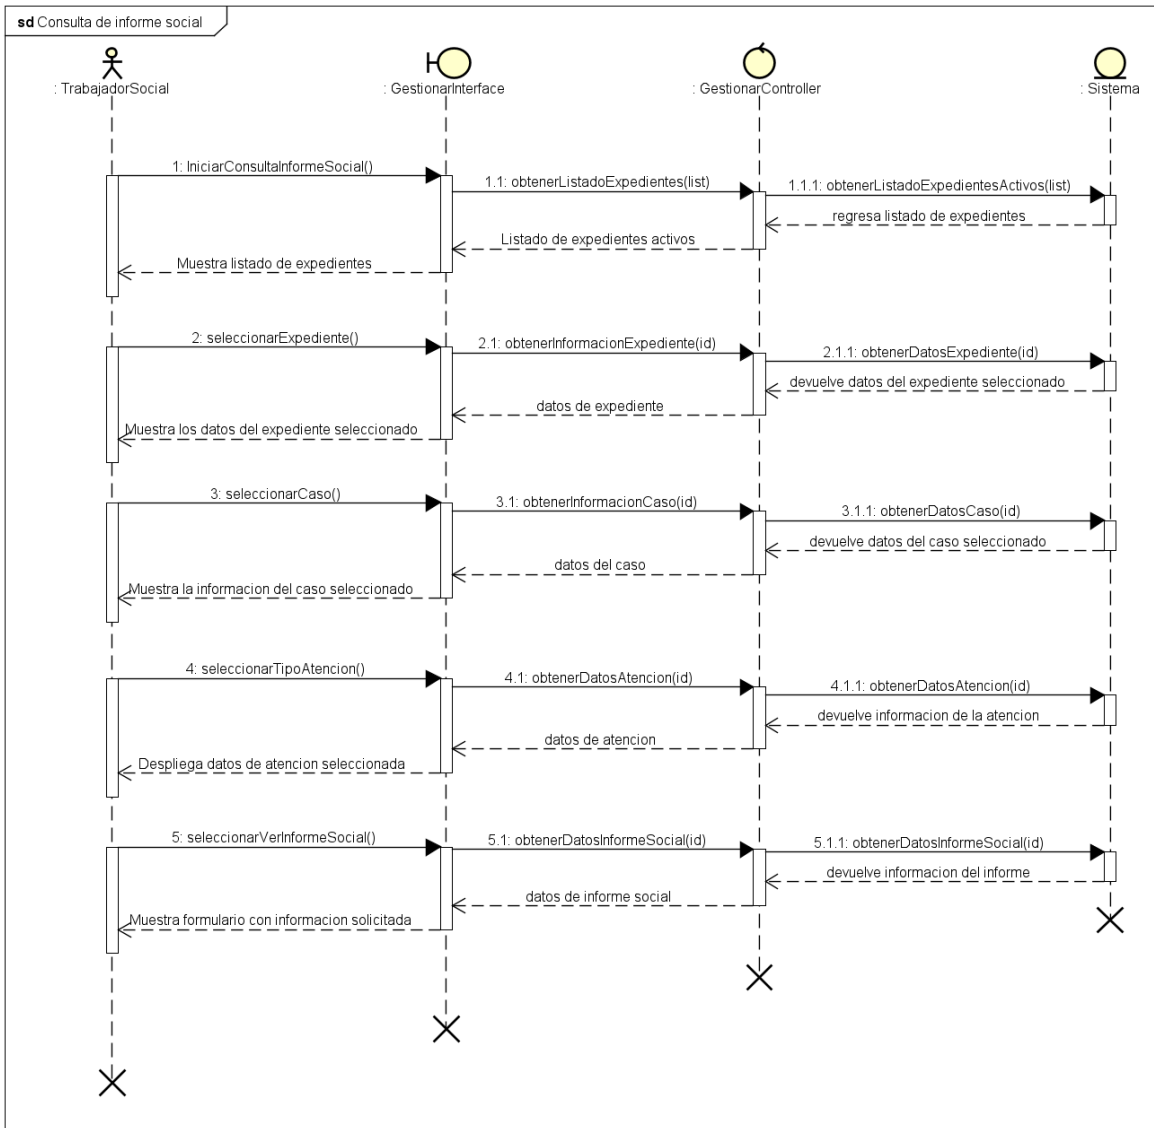 sd Consulta de informe social
: TrabajadorSocial
: GestionarInterface
: GestionarController
: Sistema
1: IniciarConsultaInformeSocial()
1.1: obtenerListadoExpedientes(list)
1.1.1: obtenerListadoExpedientesActivos(list)
regresa listado de expedientes
Listado de expedientes activos
Muestra listado de expedientes
2: seleccionarExpediente()
2.1: obtenerInformacionExpediente(id)
2.1.1: obtenerDatosExpediente(id)
devuelve datos del expediente seleccionado
datos de expediente
Muestra los datos del expediente seleccionado
3: seleccionarCaso()
3.1: obtenerInformacionCaso(id)
3.1.1: obtenerDatosCaso(id)
devuelve datos del caso seleccionado
datos del caso
Muestra la informacion del caso seleccionado
4: seleccionarTipoAtencion()
4.1: obtenerDatosAtencion(id)
4.1.1: obtenerDatosAtencion(id)
devuelve informacion de la atencion
datos de atencion
Despliega datos de atencion seleccionada
5: seleccionarVerInformeSocial()
5.1: obtenerDatosInformeSocial(id)
5.1.1: obtenerDatosInformeSocial(id)
devuelve informacion del informe
datos de informe social
Muestra formulario con informacion solicitada